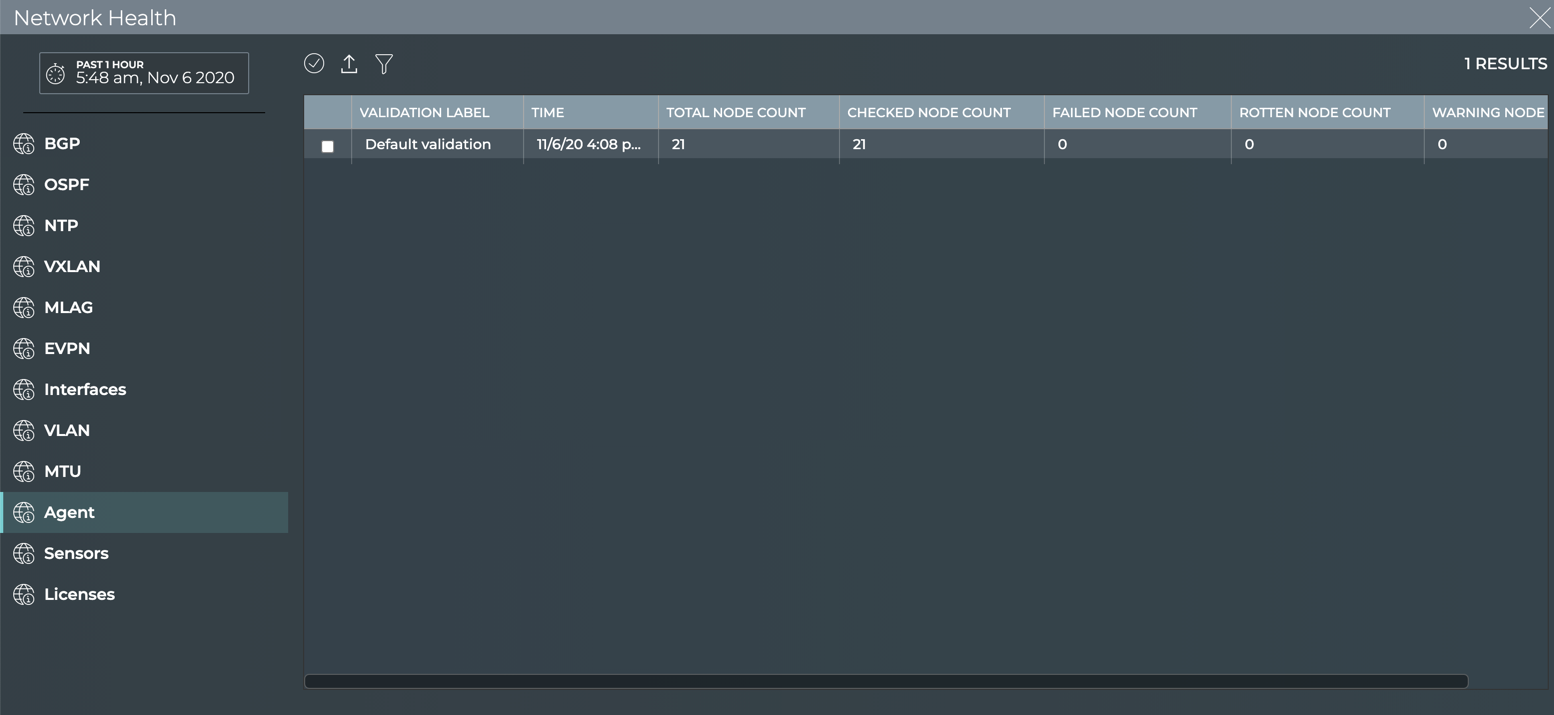 Network Health
PAST 1 HOUR
5:48 am, Nov 6 2020
1 RESULTS
BGP
OSPF
NTP
VXLAN
MLAG
EVPN
Interfaces
VLAN
MTU
Agent
Sensors
Licenses
VALIDATION LABEL TIME TOTAL NODE COUNT CHECKED NODE COUNT FAILED NODE COUNT ROTTEN NODE COUNT WARNING NODE
Default validation 11/6/20 4:08 p... 21 21 0 0 0